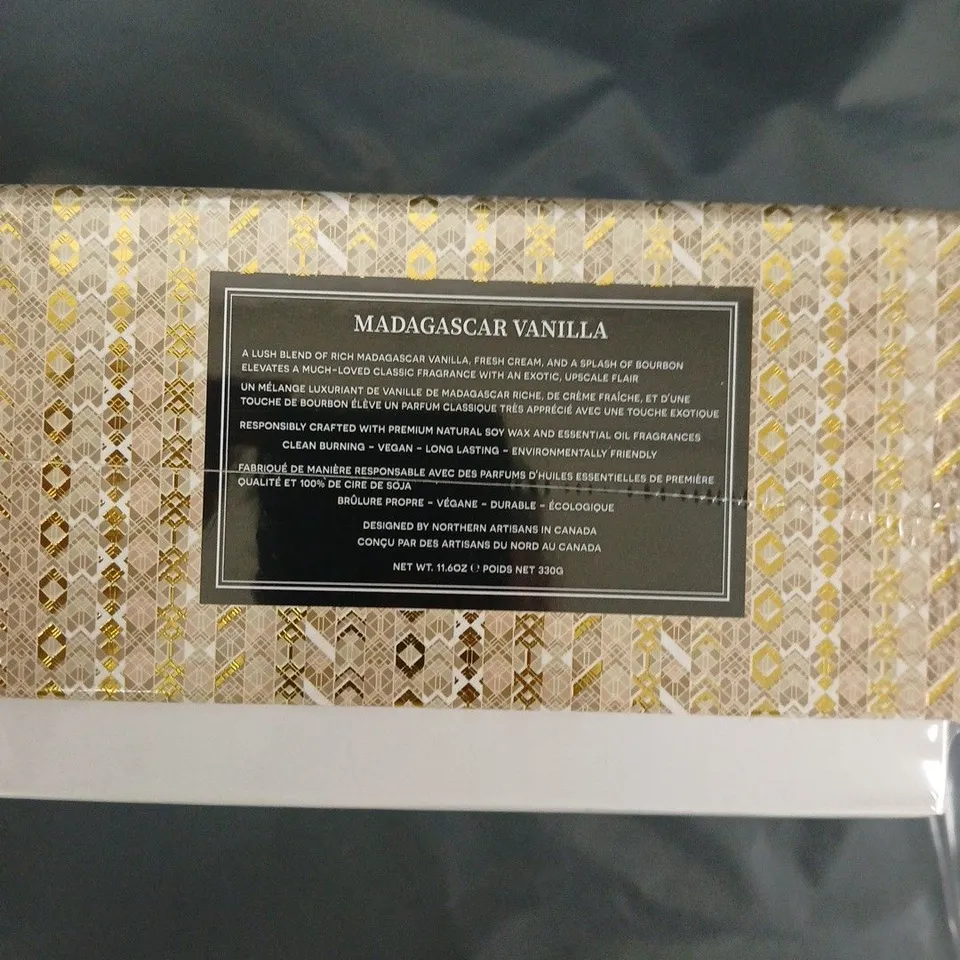 MADAGASCAR VANILLA
A LUSH BLEND OF RICH MADAGASCAR VANILLA, FRESH CREAM, AND A SPLASH OF BOURBON
ELEVATES A MUCH-LOVED CLASSIC FRAGRANCE WITH AN EXOTIC, UPSCALE FLAIR
UN MÉLANGE LUXURIANT DE VANILLE DE MADAGASCAR RICHE, DE CRÈME FRAÎCHE, ET D'UNE
TOUCHE DE BOURBON ÉLÈVE UN PARFUM CLASSIQUE TRÈS APPRÉCIÉ AVEC UNE TOUCHE EXOTIQUE
RESPONSIBLY CRAFTED WITH PREMIUM NATURAL SOY WAX AND ESSENTIAL OIL FRAGRANCES
CLEAN BURNING – VEGAN – LONG LASTING – ENVIRONMENTALLY FRIENDLY
FABRIQUÉ DE MANIÈRE RESPONSABLE AVEC DES PARFUMS D'HUILES ESSENTIELLES DE PREMIÈRE
QUALITÉ ET 100% DE CIRE DE SOJA
BRÛLURE PROPRE – VÉGANE – DURABLE – ÉCOLOGIQUE
DESIGNED BY NORTHERN ARTISANS IN CANADA
CONÇU PAR DES ARTISANS DU NORD AU CANADA
NET WT. 11.6OZ ℮ POIDS NET 330G